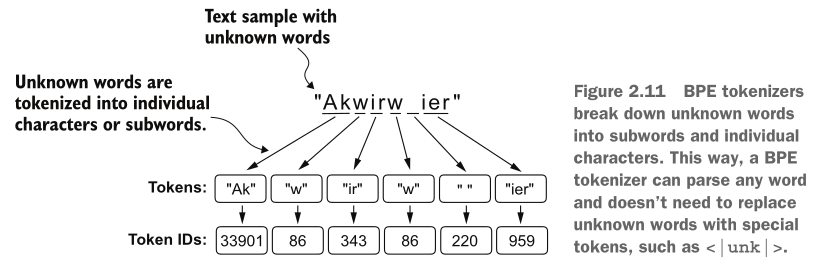 Text sample with
unknown words
Unknown words are
tokenized into individual
characters or subwords.
"Akwirw ier"
Tokens: "Ak" "w" "ir" "w" " " "ier"
Token IDs: 33901 86 343 86 220 959
Figure 2.11 BPE tokenizers
break down unknown words
into subwords and individual
characters. This way, a BPE
tokenizer can parse any word
and doesn't need to replace
unknown words with special
tokens, such as <|unk|>.